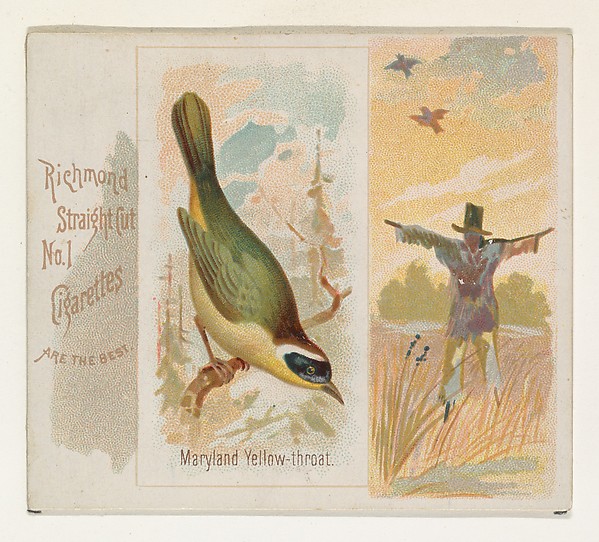 Richmond
Straight Cut
No.1
Cigarettes
ARE THE BEST.
Maryland Yellow-throat.